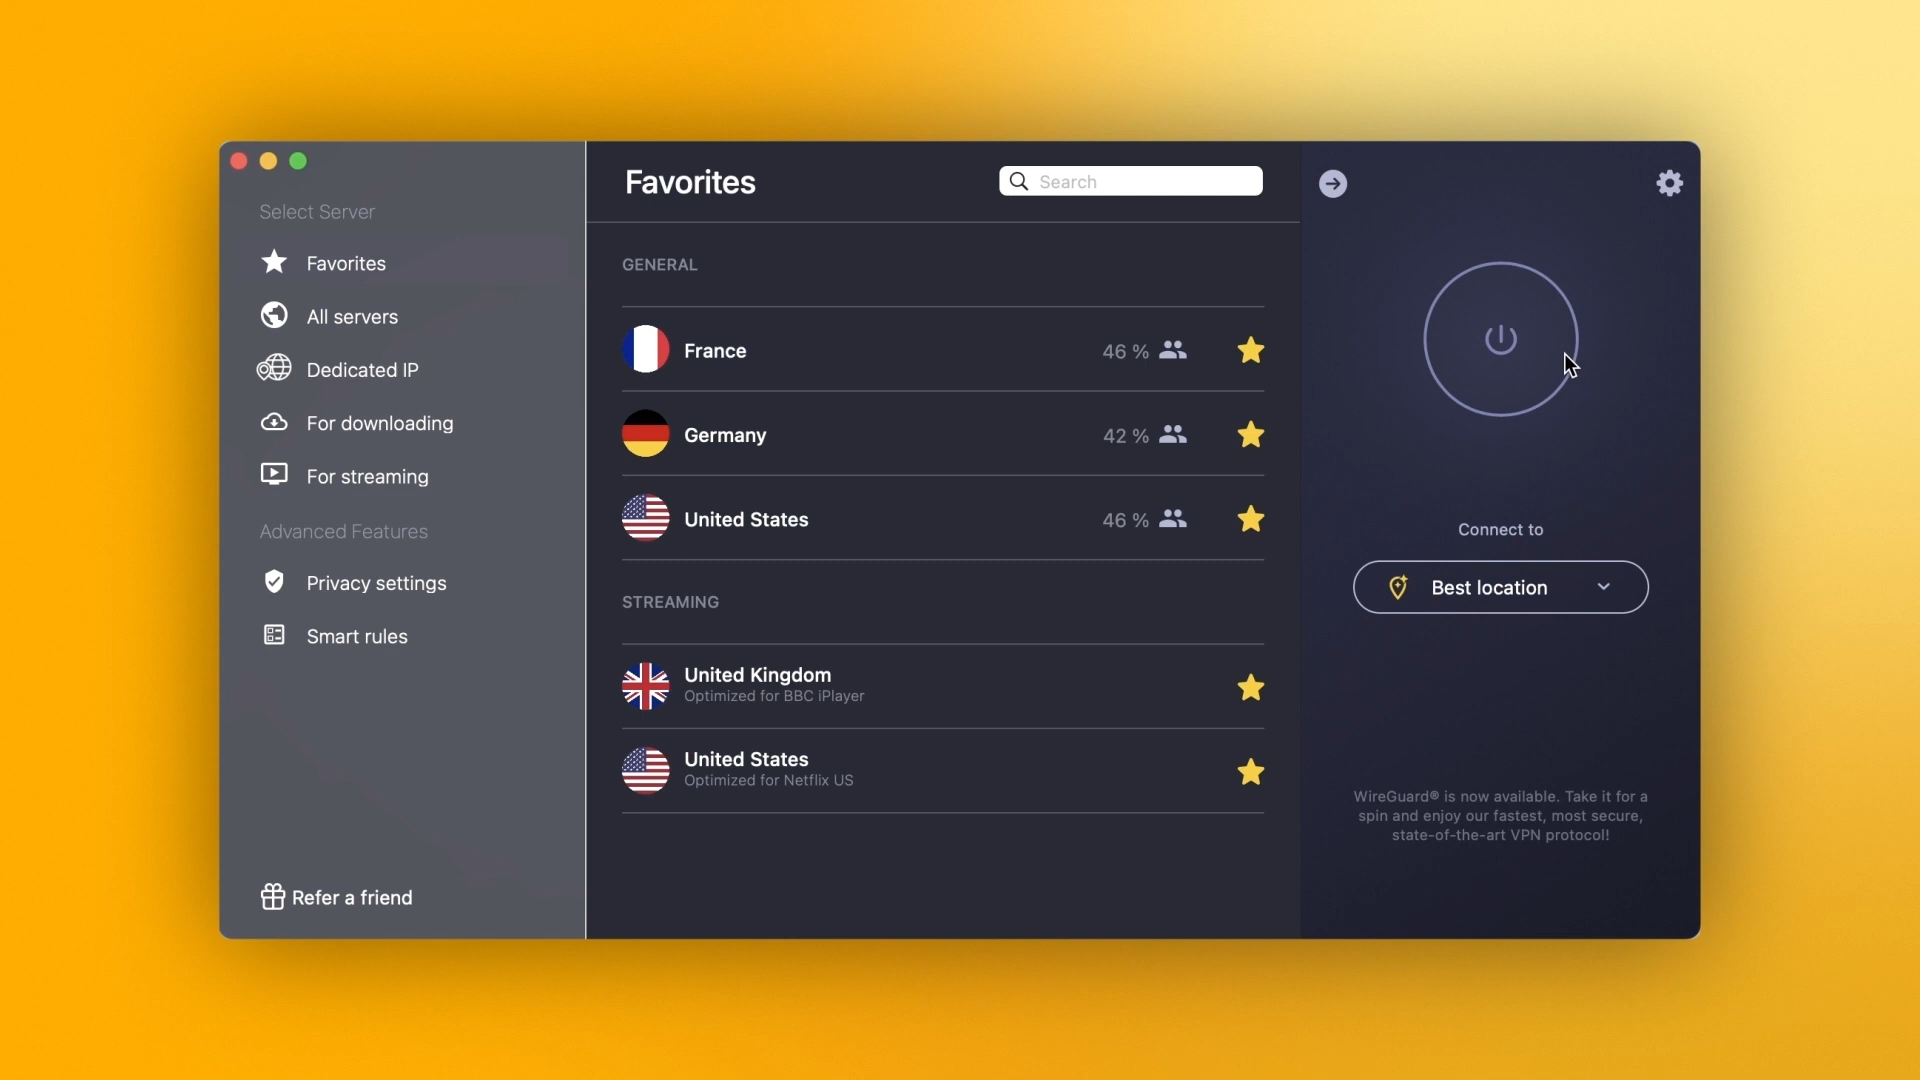 Select Server
Favorites
All servers
Dedicated IP
For downloading
For streaming
Advanced Features
Privacy settings
Smart rules
Refer a friend
Favorites
Search
GENERAL
France 46 %
Germany 42 %
United States 46 %
STREAMING
United Kingdom
Optimized for BBC iPlayer
United States
Optimized for Netflix US
Connect to
Best location
WireGuard® is now available. Take it for a
spin and enjoy our fastest, most secure,
state-of-the-art VPN protocol!